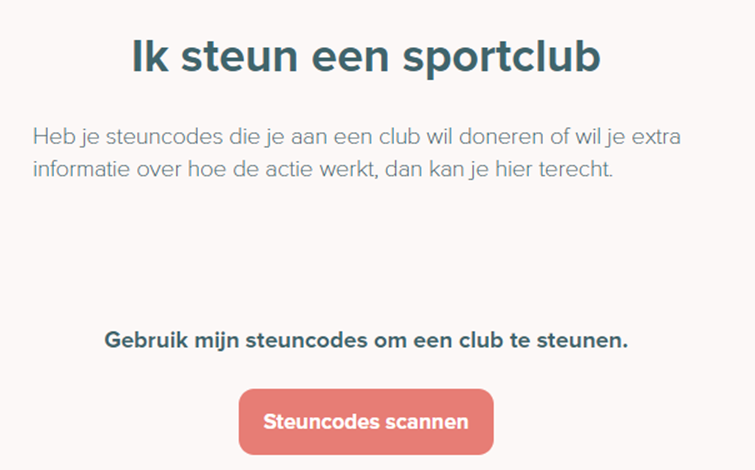 Ik steun een sportclub
Heb je steuncodes die je aan een club wil doneren of wil je extra
informatie over hoe de actie werkt, dan kan je hier terecht.
Gebruik mijn steuncodes om een club te steunen.
Steuncodes scannen